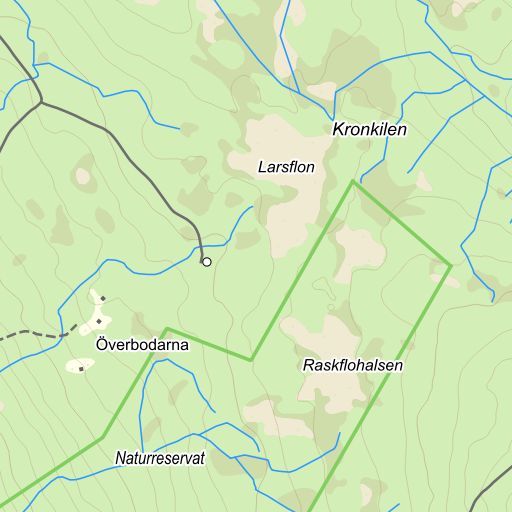 Kronkilen
Larsflon
Överbodarna
Raskflohalsen
Naturreservat